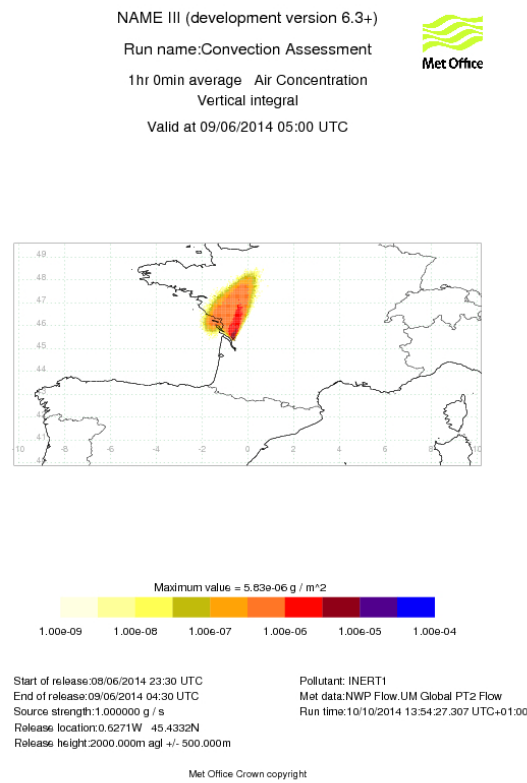 NAME III (development version 6.3+)
Run name:Convection Assessment
Met Office
1hr 0min average   Air Concentration
Vertical integral
Valid at 09/06/2014 05:00 UTC
49
48
47
46
45
44
43
42
41
-10 -8 -6 -4 -2 0 2 4 6 8 10
Maximum value = 5.83e-06 g / m^2
1.00e-09 1.00e-08 1.00e-07 1.00e-06 1.00e-05 1.00e-04
Start of release:08/06/2014 23:30 UTC
End of release:09/06/2014 04:30 UTC
Source strength:1.000000 g / s
Release location:0.6271W   45.4332N
Release height:2000.000m agl +/- 500.000m
Pollutant: INERT1
Met data:NWP Flow.UM Global PT2 Flow
Run time:10/10/2014 13:54:27.307 UTC+01:00
Met Office Crown copyright